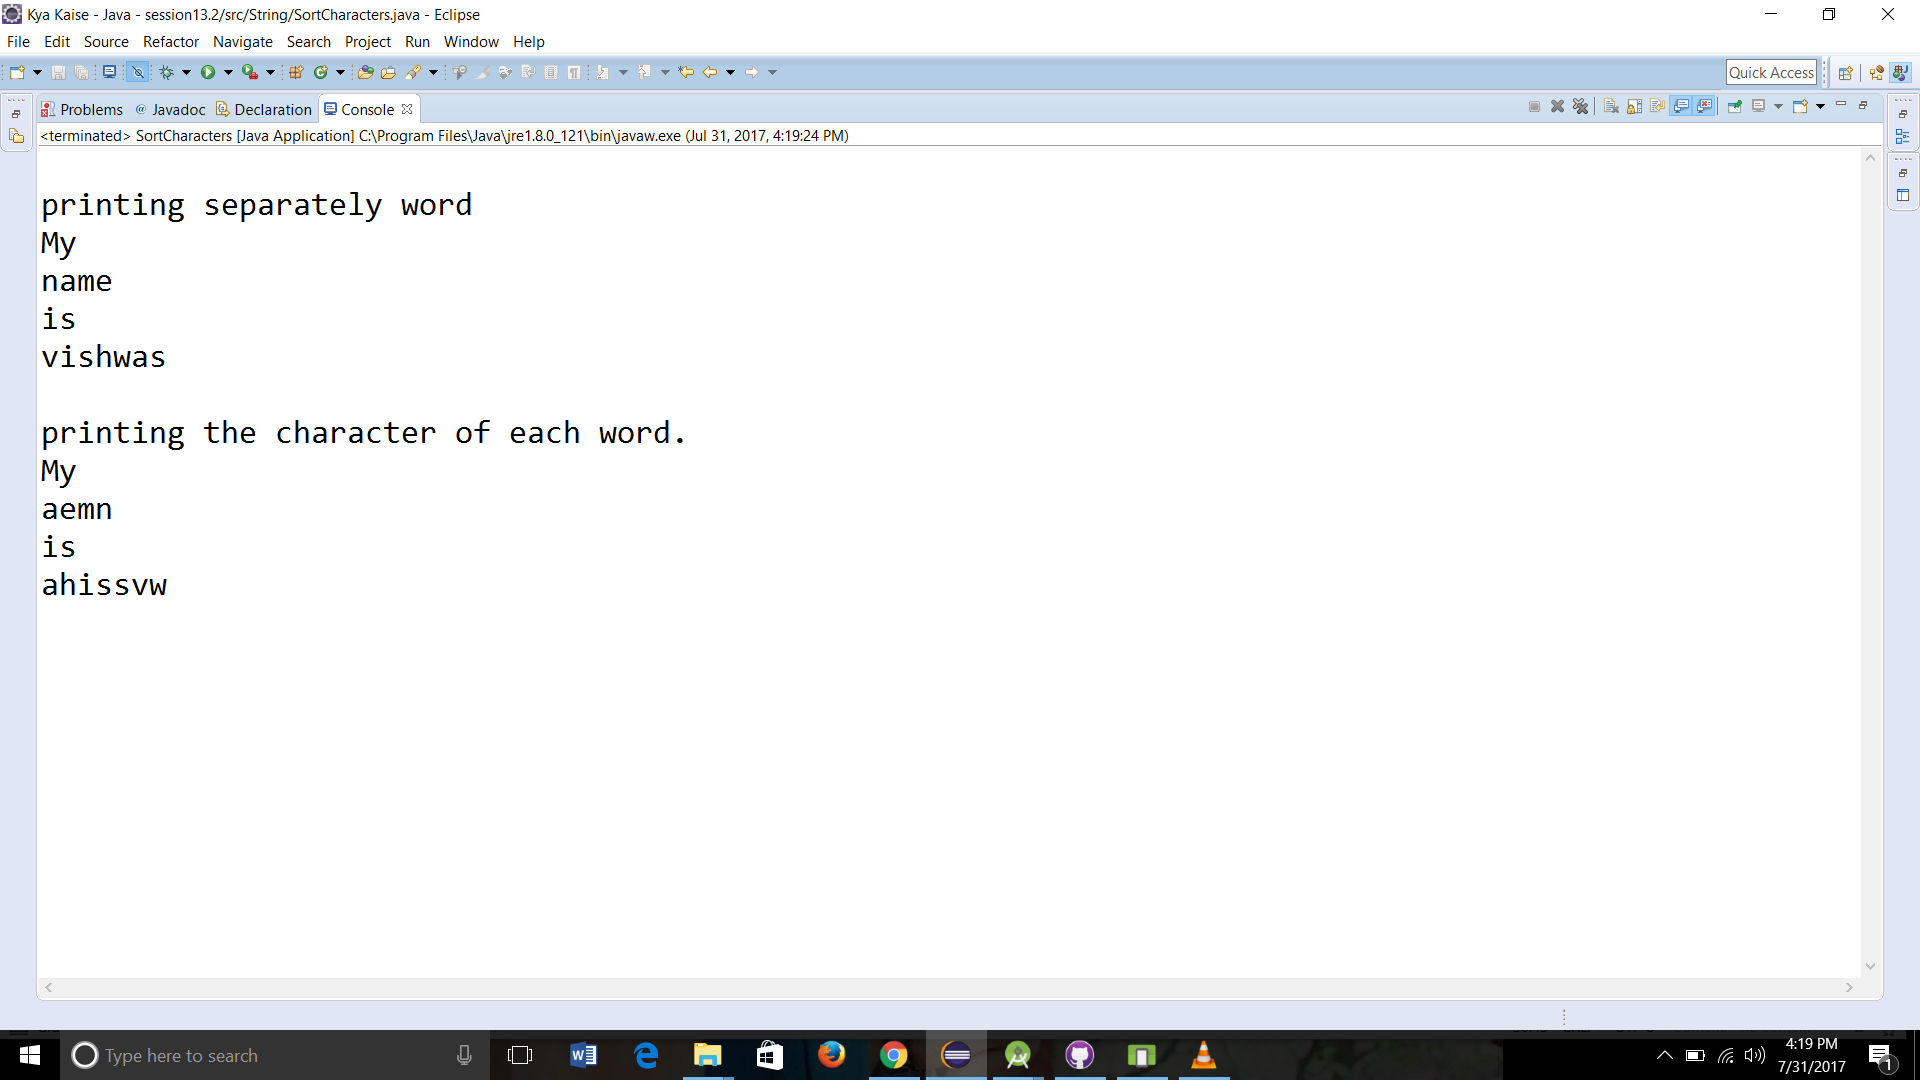 Kya Kaise - Java - session13.2/src/String/SortCharacters.java - Eclipse
File Edit Source Refactor Navigate Search Project Run Window Help
Quick Access
Problems @ Javadoc Declaration Console
<terminated> SortCharacters [Java Application] C:\Program Files\Java\jre1.8.0_121\bin\javaw.exe (Jul 31, 2017, 4:19:24 PM)
printing separately word
My
name
is
vishwas
printing the character of each word.
My
aemn
is
ahissvw
Type here to search
4:19 PM
7/31/2017
1